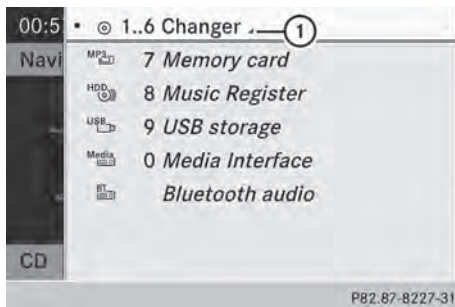 00:5 • 1..6 Changer 1
Navi MP3 7 Memory card
HDD 8 Music Register
USB 9 USB storage
Media 0 Media Interface
BT Bluetooth audio
CD
P82.87-8227-31